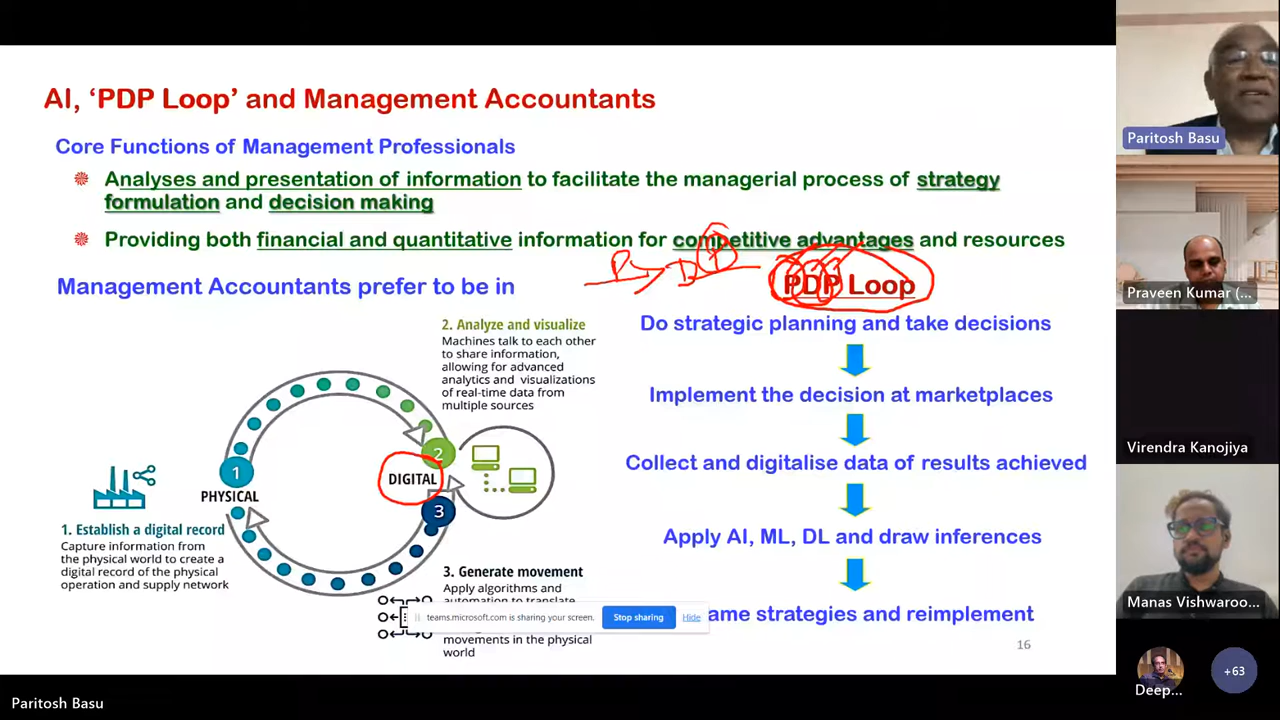 AI, ‘PDP Loop’ and Management Accountants
Core Functions of Management Professionals
Analyses and presentation of information to facilitate the managerial process of strategy
formulation and decision making
Providing both financial and quantitative information for competitive advantages and resources
P D P
Management Accountants prefer to be in
PDP Loop
2. Analyze and visualize
Machines talk to each other
to share information,
allowing for advanced
analytics and visualizations
of real-time data from
multiple sources
1
PHYSICAL
2
DIGITAL
3
1. Establish a digital record
Capture information from
the physical world to create a
digital record of the physical
operation and supply network
3. Generate movement
Apply algorithms and
automation to translate
movements in the physical
world
Do strategic planning and take decisions
Implement the decision at marketplaces
Collect and digitalise data of results achieved
Apply AI, ML, DL and draw inferences
ame strategies and reimplement
teams.microsoft.com is sharing your screen.
Stop sharing
Hide
16
Paritosh Basu
Praveen Kumar (...
Virendra Kanojiya
Manas Vishwaroo...
Deep...
+63
Paritosh Basu